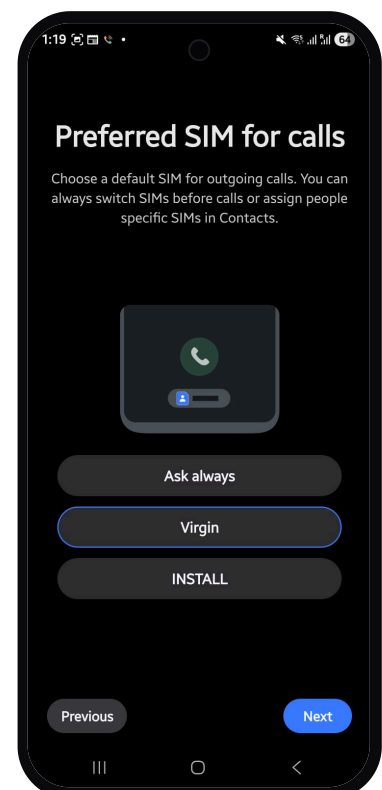 1:19
64
Preferred SIM for calls
Choose a default SIM for outgoing calls. You can
always switch SIMs before calls or assign people
specific SIMs in Contacts.
Ask always
Virgin
INSTALL
Previous
Next